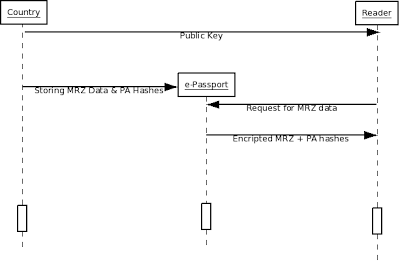 Country
Reader
Public Key
e-Passport
Storing MRZ Data & PA Hashes
Request for MRZ data
Encripted MRZ + PA hashes